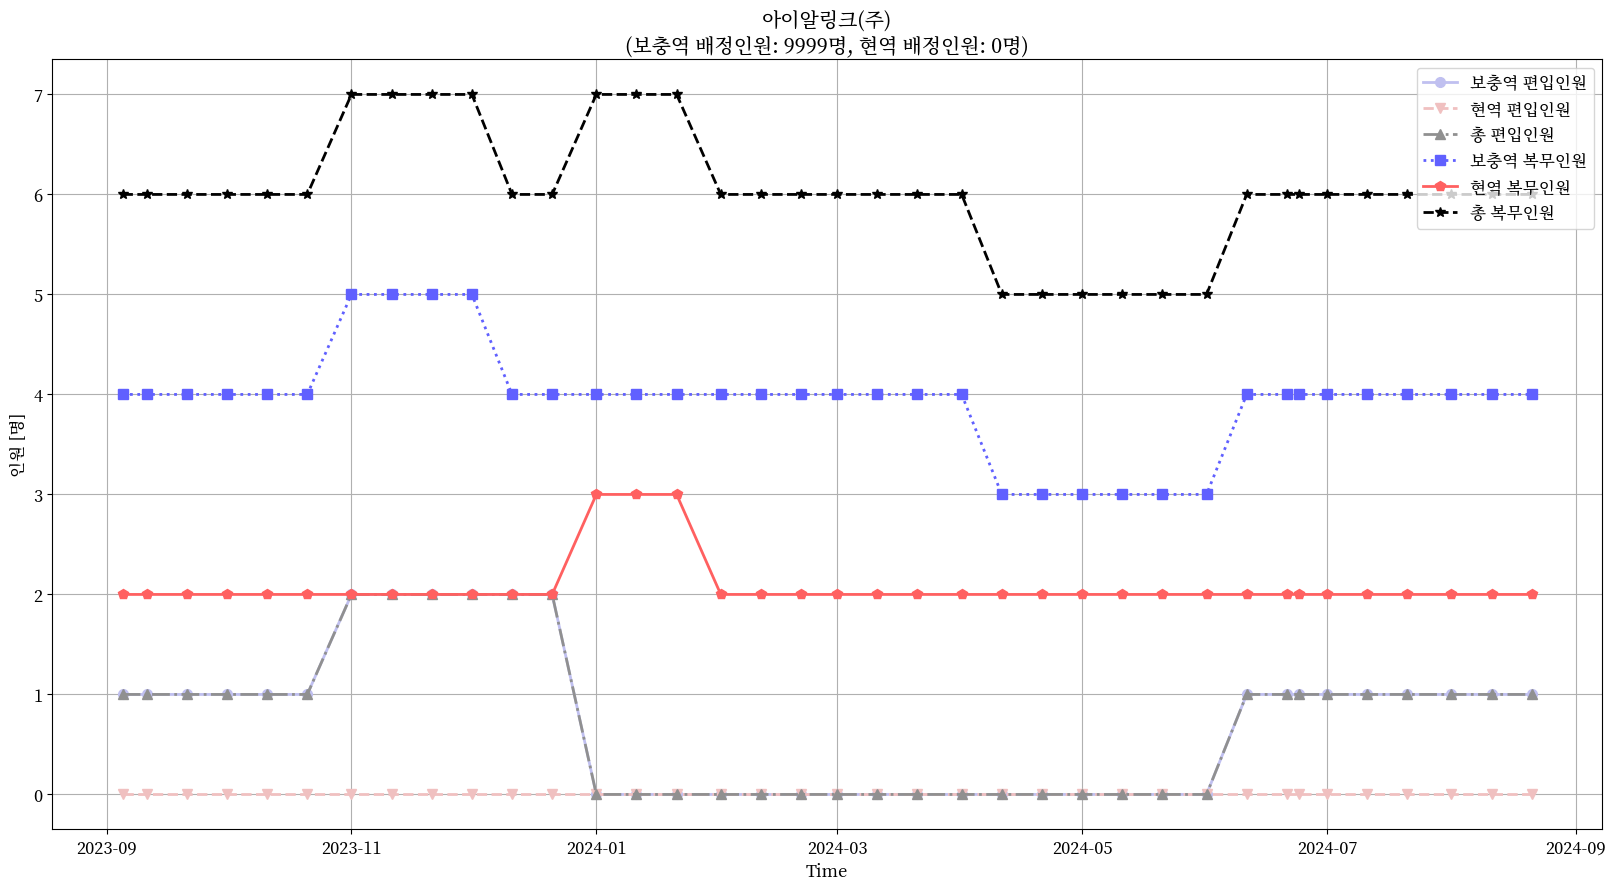 아이알링크(주)
(보충역 배정인원: 9999명, 현역 배정인원: 0명)
보충역 편입인원
현역 편입인원
총 편입인원
보충역 복무인원
현역 복무인원
총 복무인원
인원 [명]
7
6
5
4
3
2
1
0
2023-09
2023-11
2024-01
2024-03
2024-05
2024-07
2024-09
Time